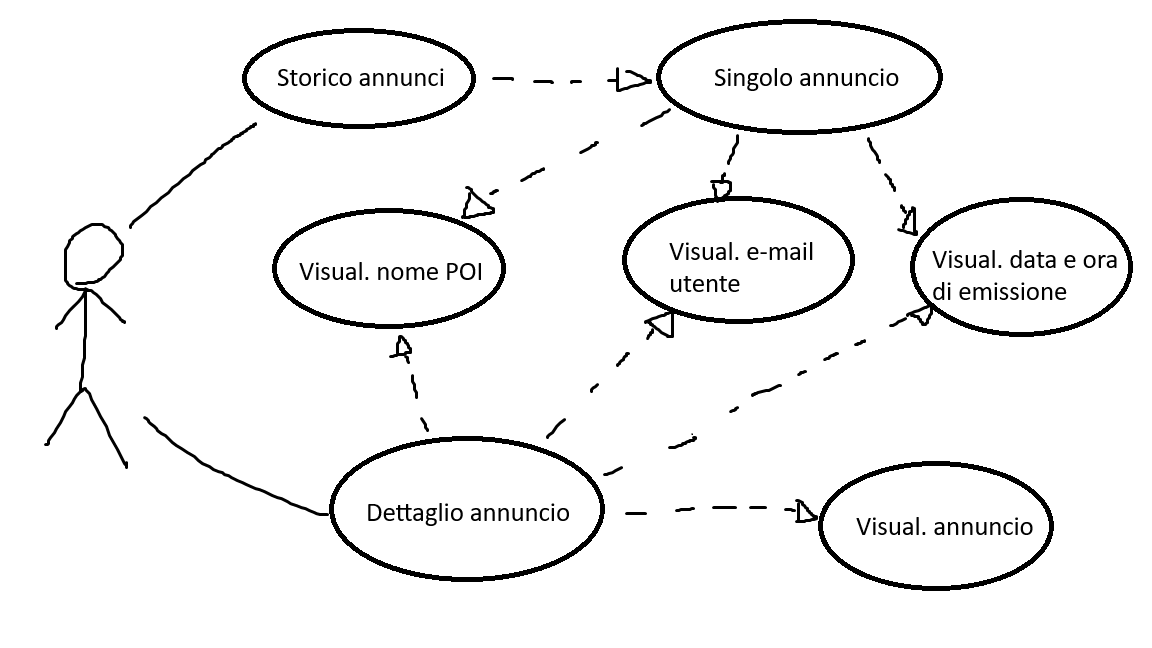 Storico annunci
Singolo annuncio
Visual. nome POI
Visual. e-mail
utente
Visual. data e ora
di emissione
Dettaglio annuncio
Visual. annuncio